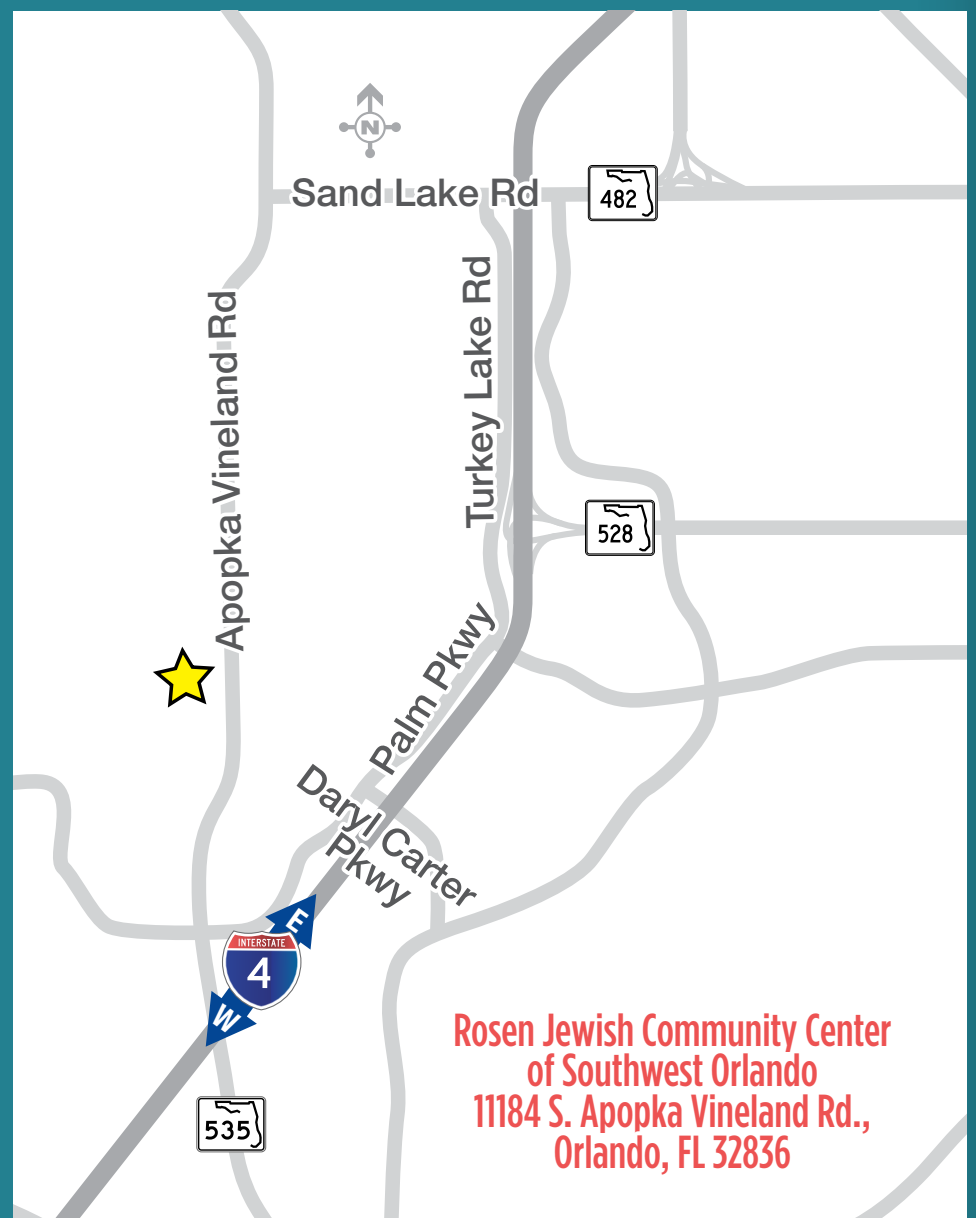 N
Sand Lake Rd
482
Apopka Vineland Rd
Turkey Lake Rd
528
Palm Pkwy
Daryl Carter
Pkwy
E
INTERSTATE
4
W
535
Rosen Jewish Community Center
of Southwest Orlando
11184 S. Apopka Vineland Rd.,
Orlando, FL 32836